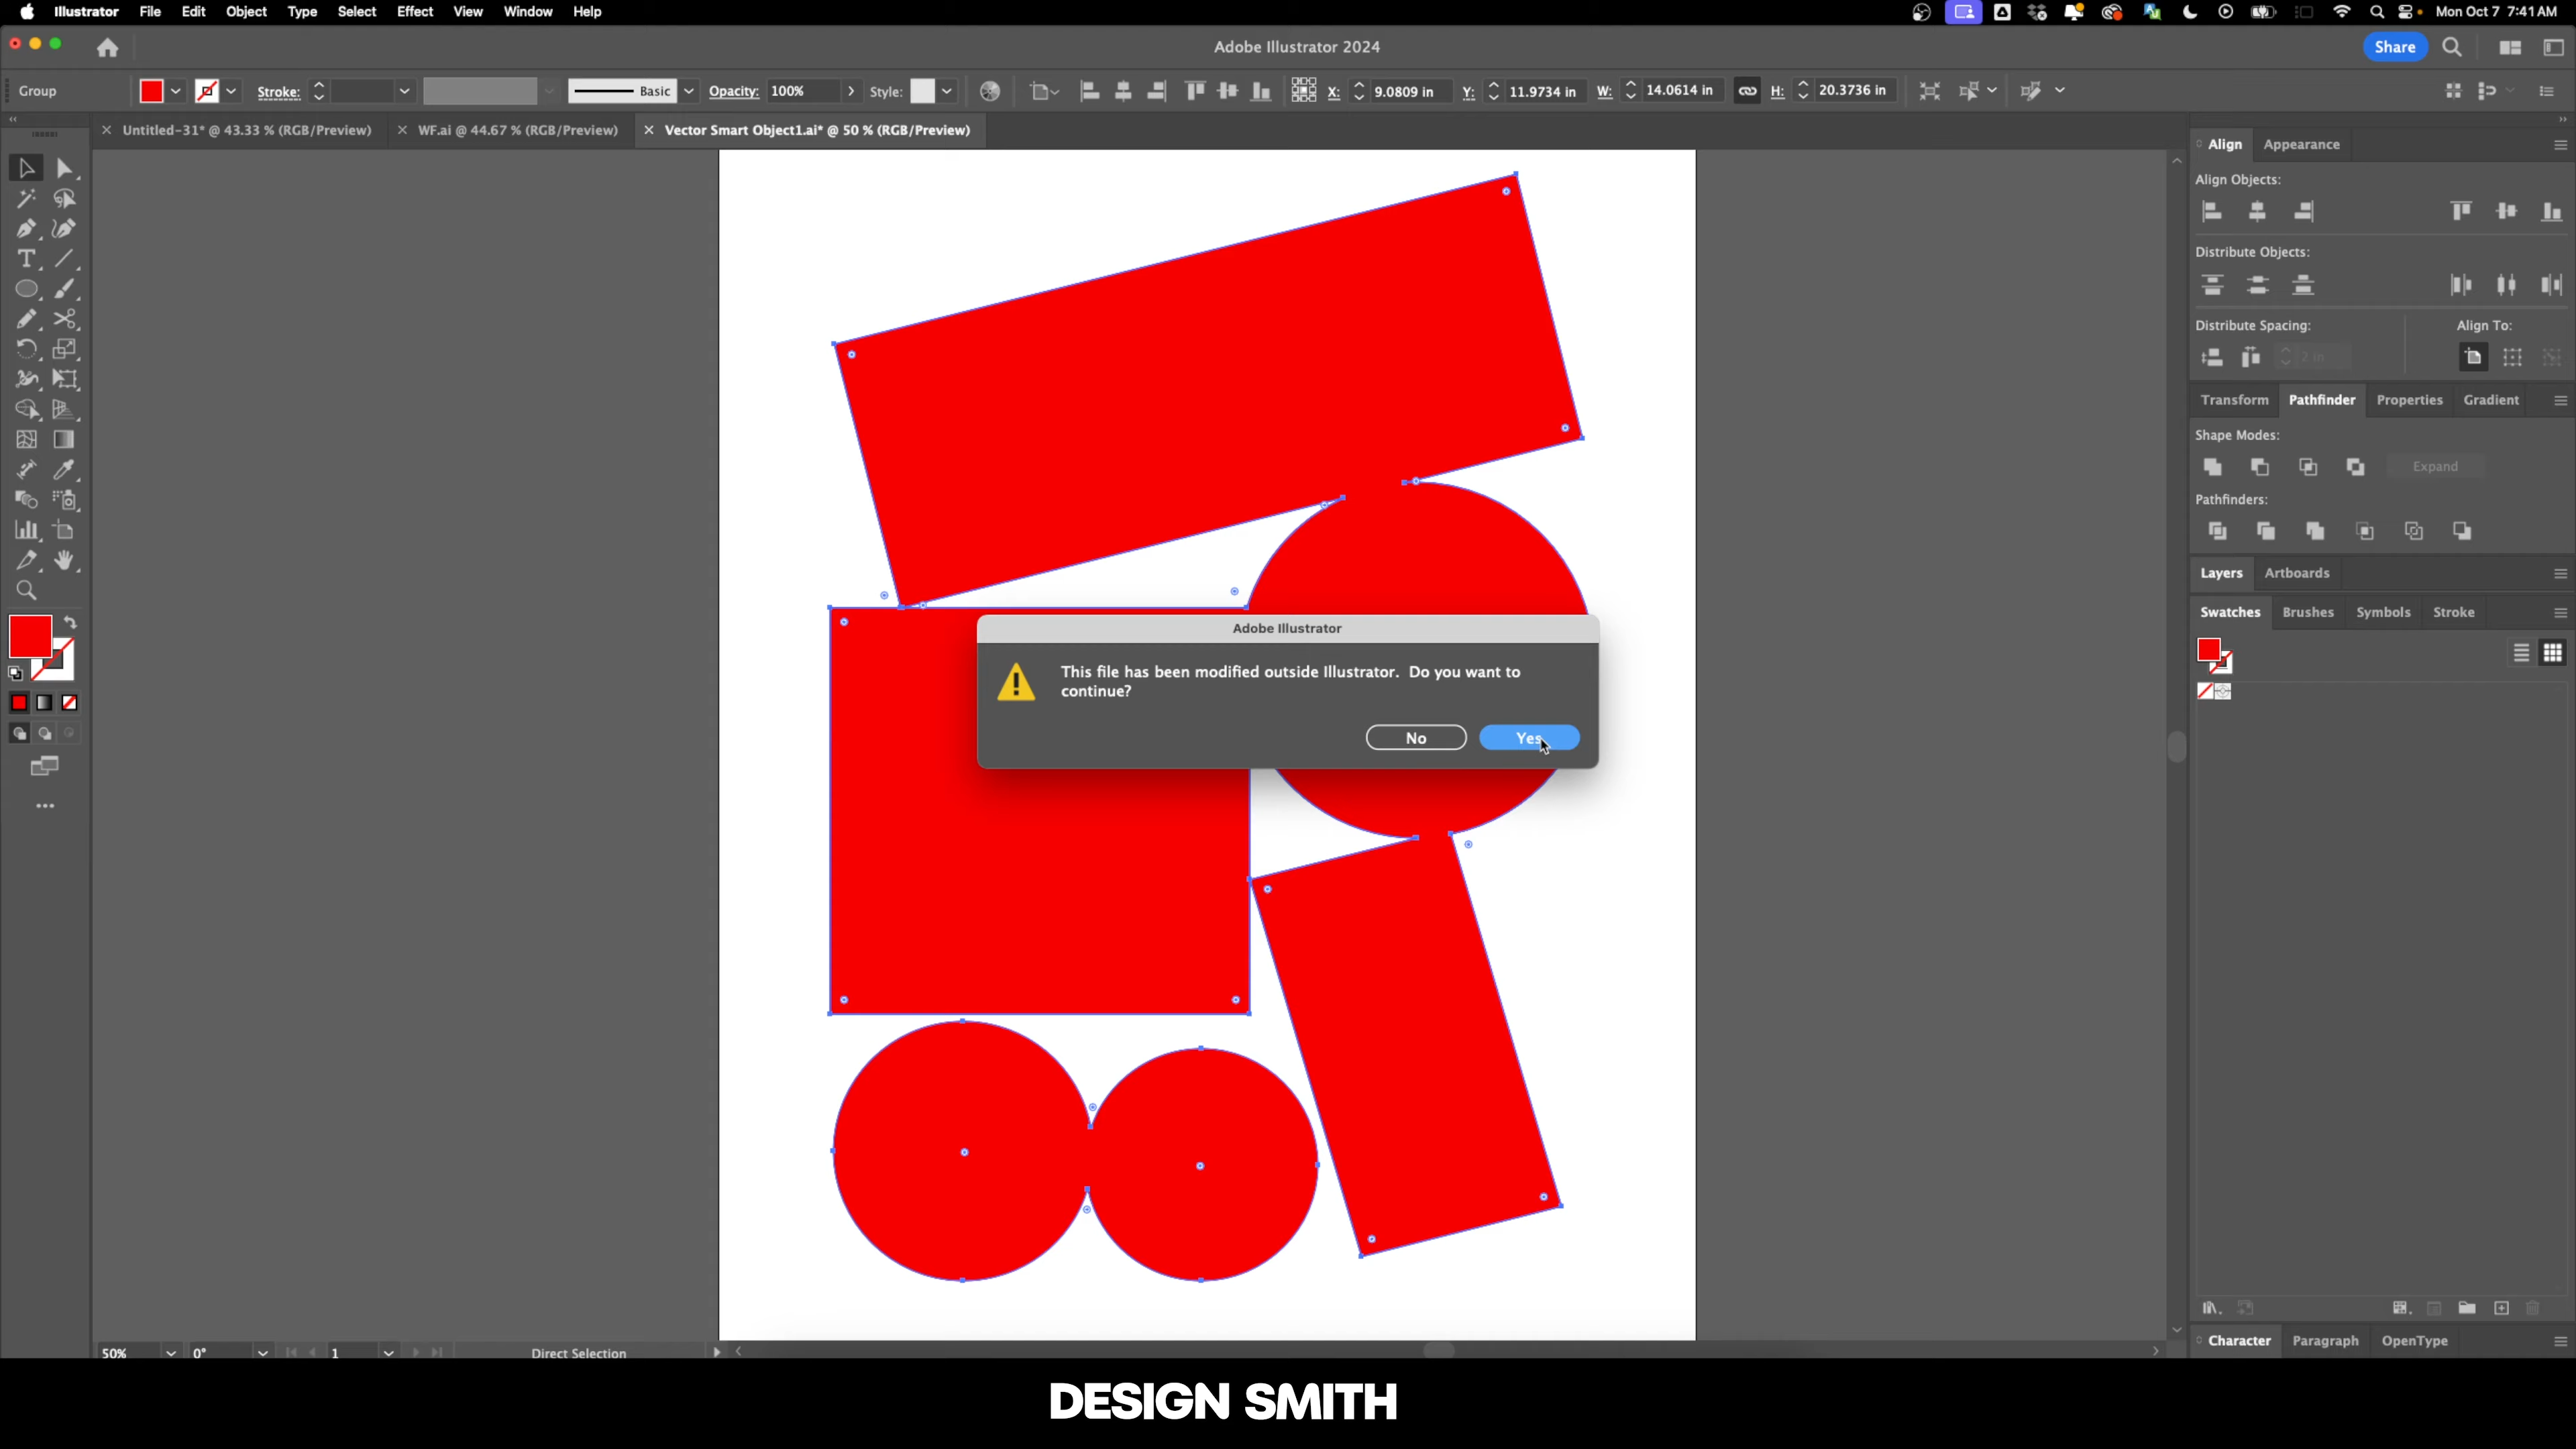 Illustrator File Edit Object Type Select Effect View Window Help
Mon Oct 7 7:41 AM
Adobe Illustrator 2024
Share
Group
Stroke:
Basic
Opacity: 100%
Style:
X: 9.0809 in
Y: 11.9734 in
W: 14.0614 in
H: 20.3736 in
Untitled-31* @ 43.33 % (RGB/Preview)
WF.ai @ 44.67 % (RGB/Preview)
Vector Smart Object1.ai* @ 50 % (RGB/Preview)
Align Appearance
Align Objects:
Distribute Objects:
Distribute Spacing:
Align To:
2 in
Transform Pathfinder Properties Gradient
Shape Modes:
Expand
Pathfinders:
Layers Artboards
Swatches Brushes Symbols Stroke
Adobe Illustrator
This file has been modified outside Illustrator. Do you want to
continue?
No
Yes
Character Paragraph OpenType
50%
0°
1
Direct Selection
DESIGN SMITH